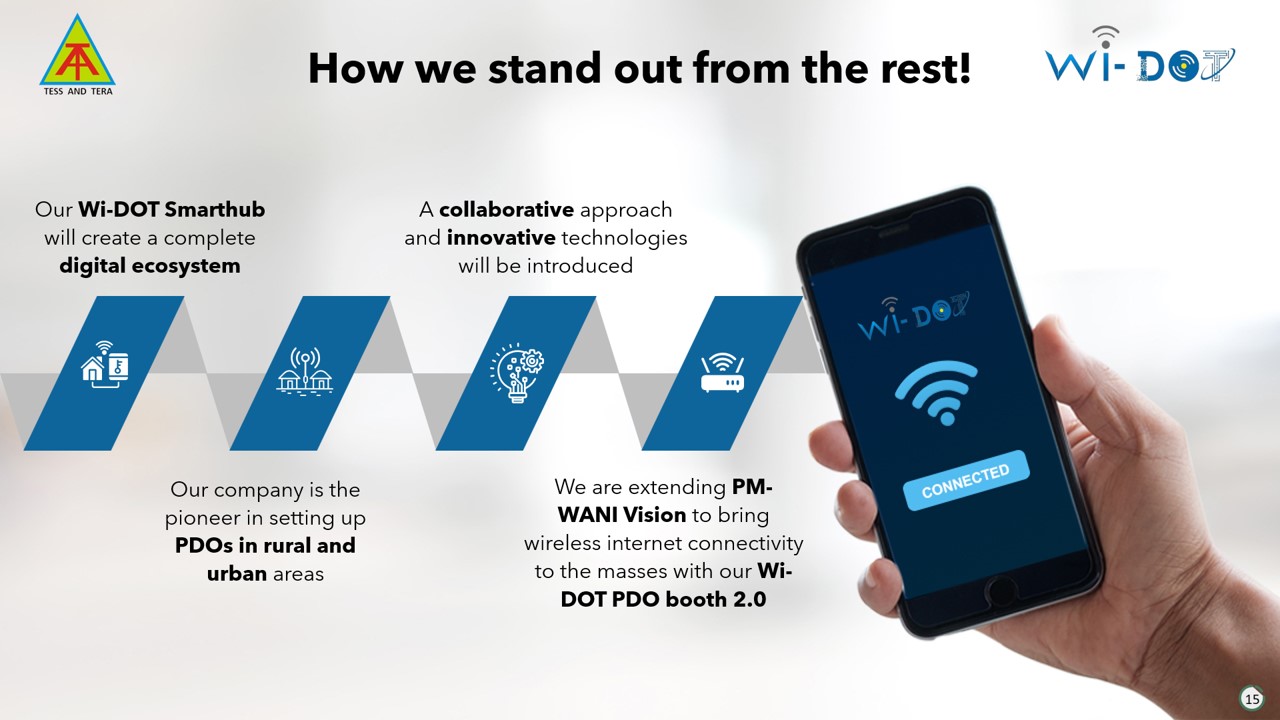 How we stand out from the rest!
TESS AND TERA
Wi-DOT
Our Wi-DOT Smarthub
will create a complete
digital ecosystem
A collaborative approach
and innovative technologies
will be introduced
Our company is the
pioneer in setting up
PDOs in rural and
urban areas
We are extending PM-
WANI Vision to bring
wireless internet connectivity
to the masses with our Wi-
DOT PDO booth 2.0
Wi-DOT
CONNECTED
15